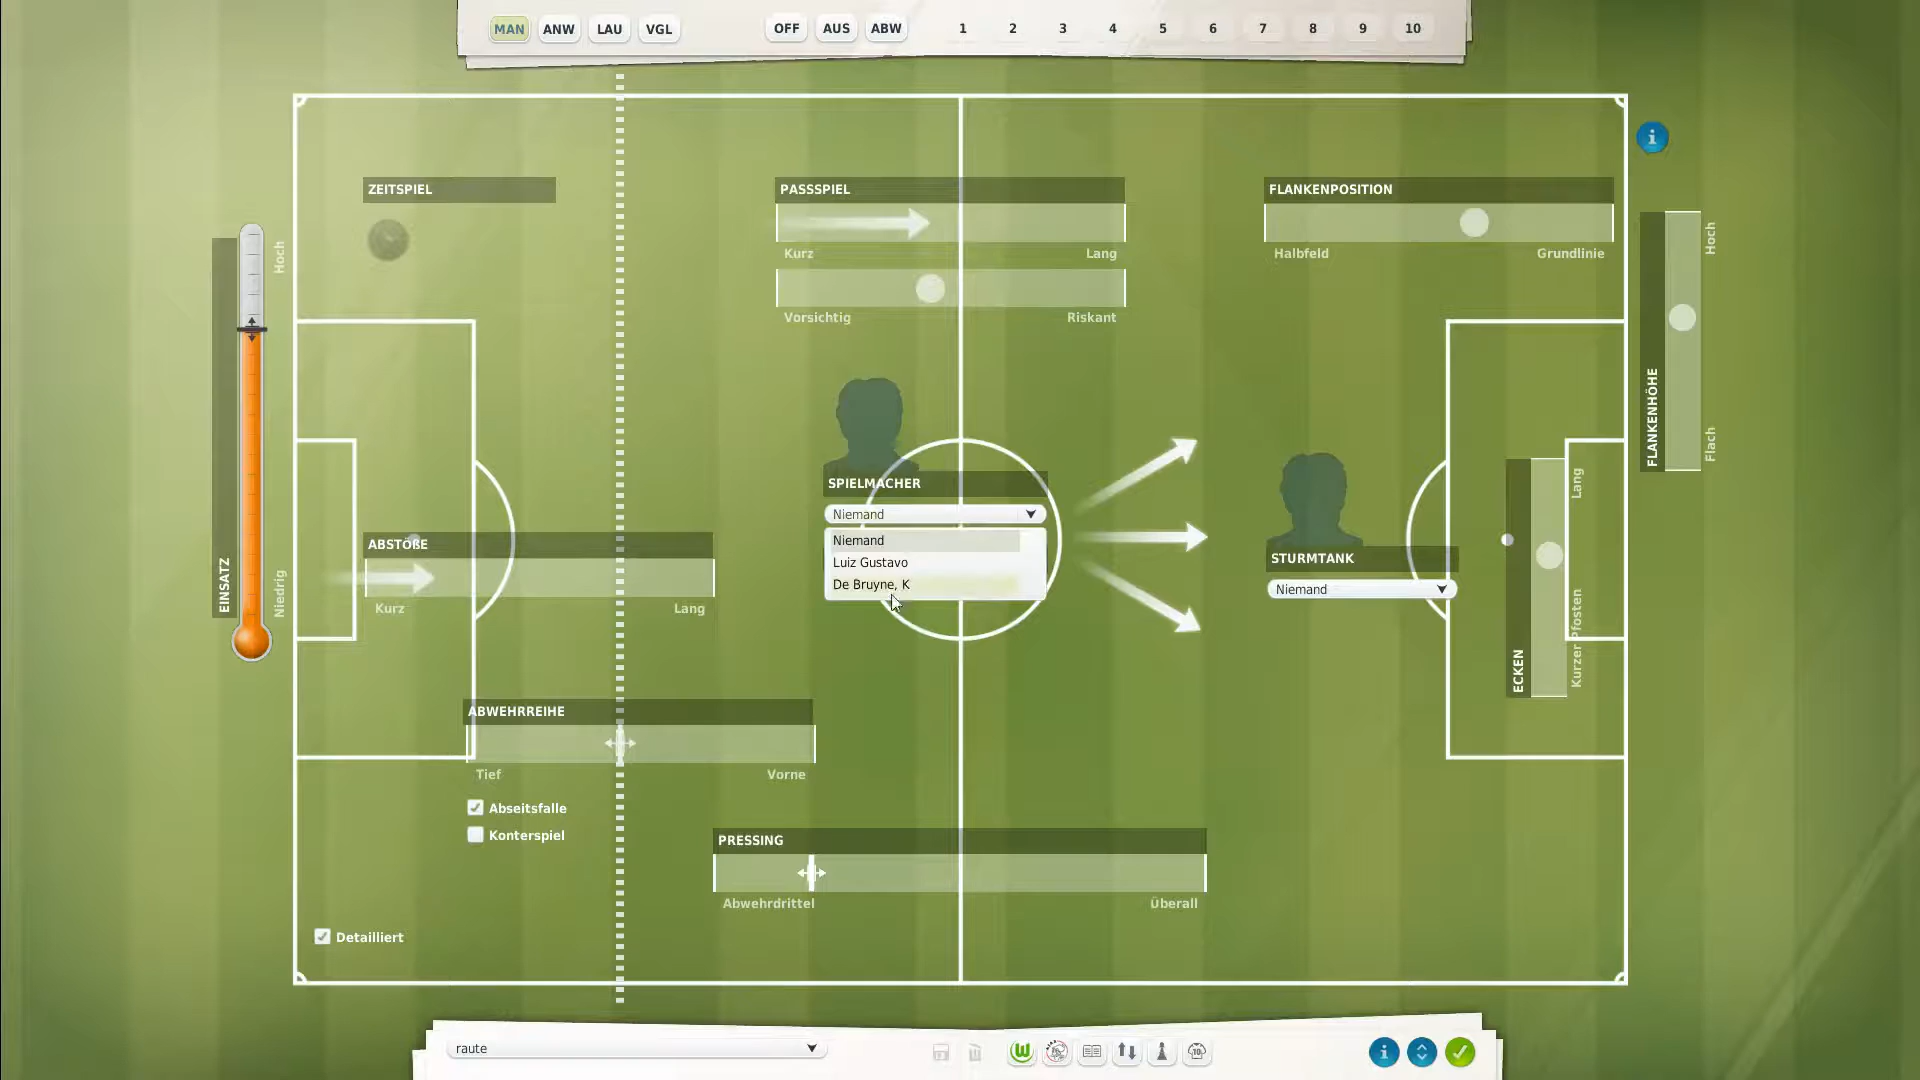 MAN ANW LAU VGL OFF AUS ABW 1 2 3 4 5 6 7 8 9 10
ZEITSPIEL
PASSSPIEL
Kurz Lang
Vorsichtig Riskant
FLANKENPOSITION
Halbfeld Grundlinie
Hoch
FLANKENHÖHE
Flach
Hoch
EINSATZ
Niedrig
SPIELMACHER
Niemand
Niemand
Luiz Gustavo
De Bruyne, K
ABSTÖßE
Kurz Lang
STURMTANK
Niemand
Lang
ECKEN
Kurzer Pfosten
ABWEHRREIHE
Tief Vorne
Abseitsfalle
Konterspiel
PRESSING
Abwehrdrittel Überall
Detailliert
raute
10